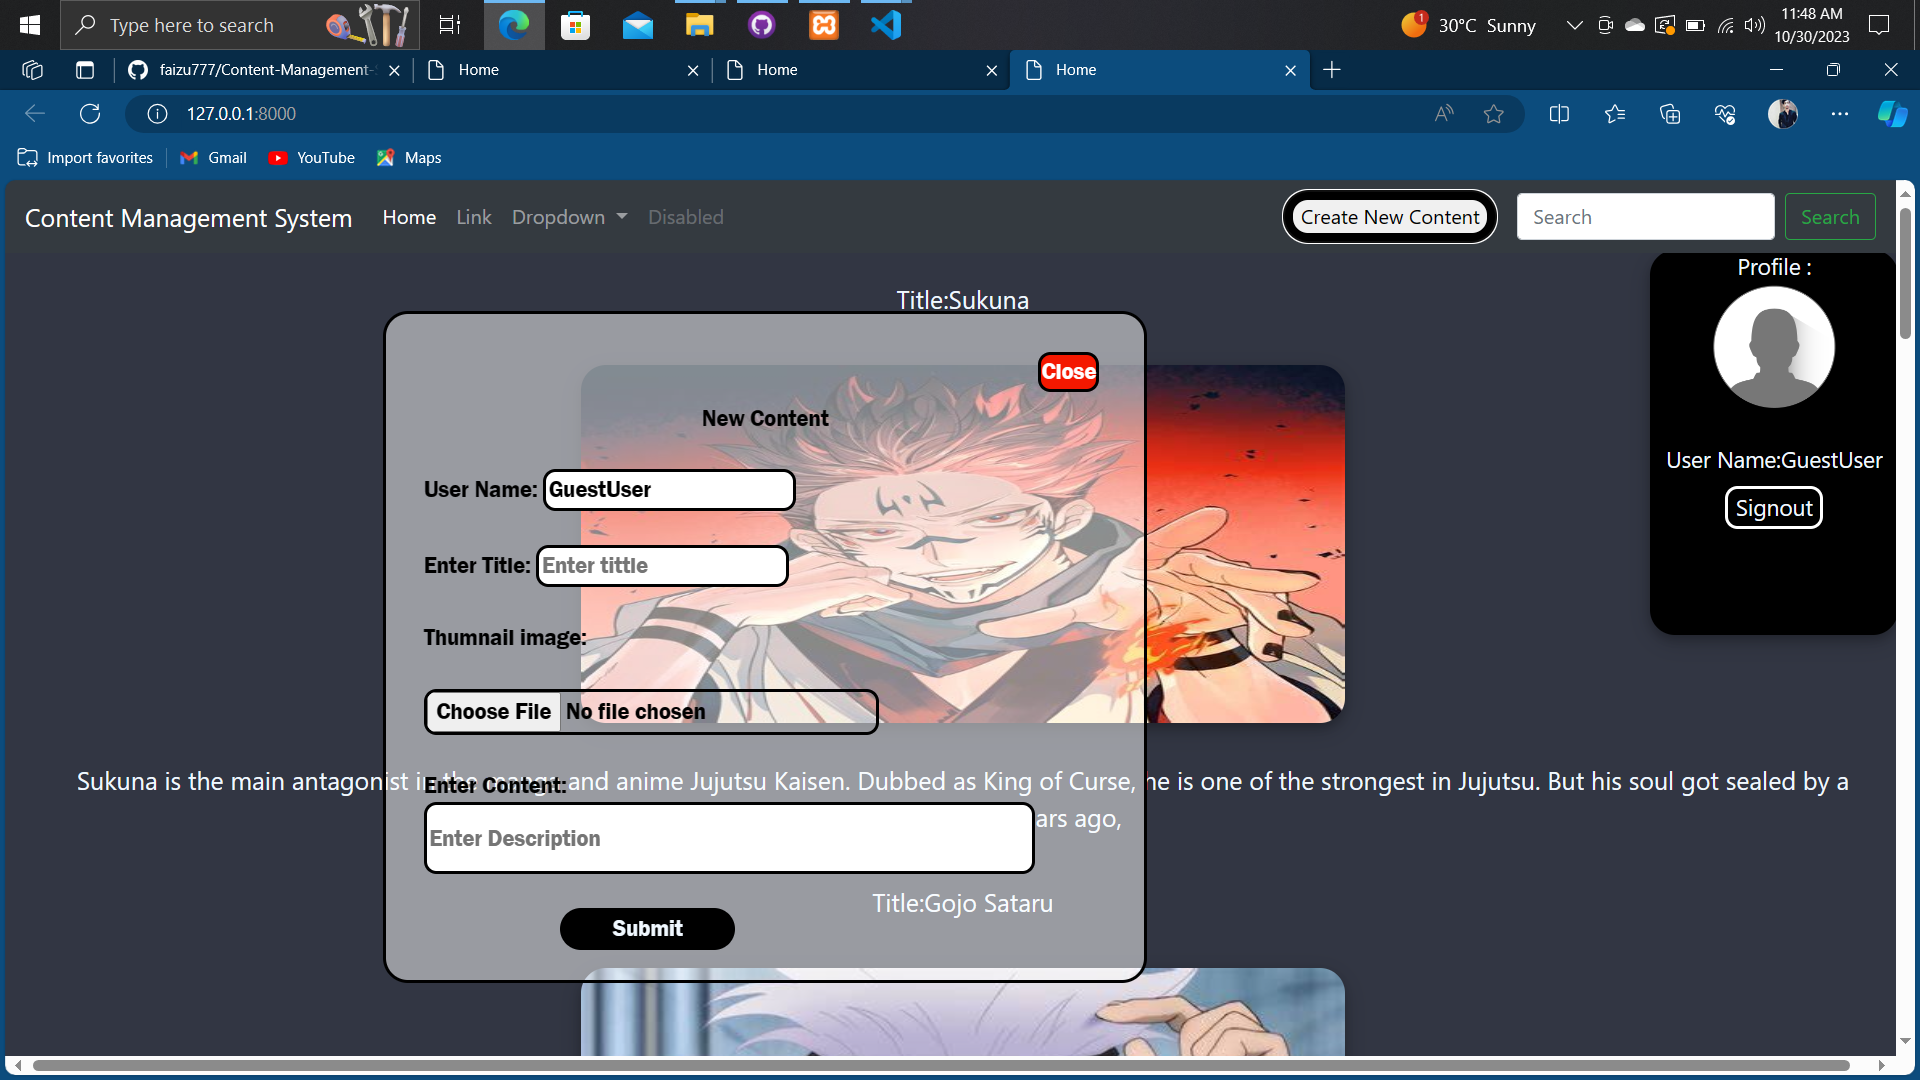 Type here to search
1
30°C Sunny
11:48 AM
10/30/2023
faizu777/Content-Management-
Home
Home
Home
127.0.0.1:8000
Import favorites
Gmail
YouTube
Maps
Content Management System
Home
Link
Dropdown
Disabled
Create New Content
Search
Search
Profile :
Title:Sukuna
Close
New Content
User Name: GuestUser
User Name:GuestUser
Signout
Enter Title: Enter tittle
Thumnail image:
Choose File No file chosen
Sukuna is the main antagonist in the manga and anime Jujutsu Kaisen. Dubbed as King of Curse, he is one of the strongest in Jujutsu. But his soul got sealed by a
Enter Content:
ars ago,
Enter Description
Title:Gojo Sataru
Submit